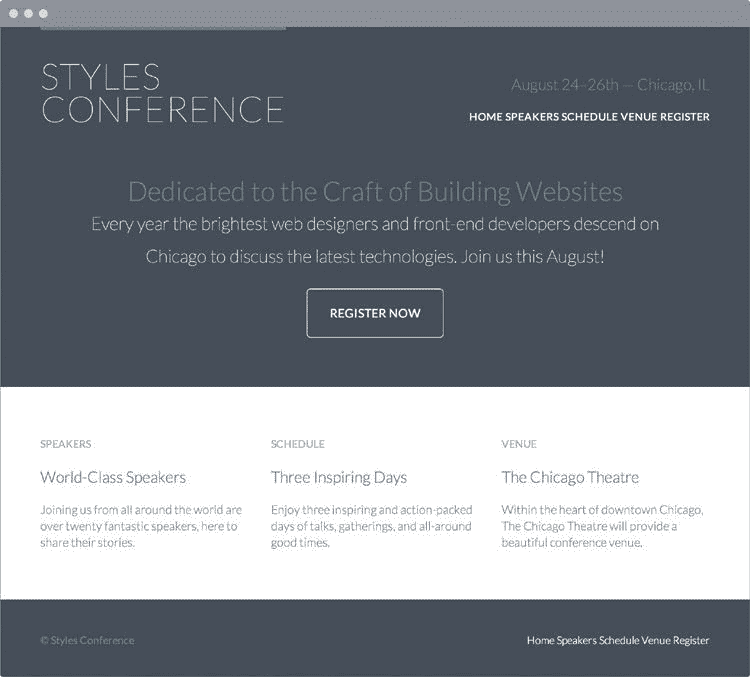 STYLES
CONFERENCE
August 24–26th — Chicago, IL
HOME SPEAKERS SCHEDULE VENUE REGISTER
Dedicated to the Craft of Building Websites
Every year the brightest web designers and front-end developers descend on
Chicago to discuss the latest technologies. Join us this August!
REGISTER NOW
SPEAKERS
World-Class Speakers
Joining us from all around the world are
over twenty fantastic speakers, here to
share their stories.
SCHEDULE
Three Inspiring Days
Enjoy three inspiring and action-packed
days of talks, gatherings, and all-around
good times.
VENUE
The Chicago Theatre
Within the heart of downtown Chicago,
The Chicago Theatre will provide a
beautiful conference venue.
© Styles Conference
Home Speakers Schedule Venue Register